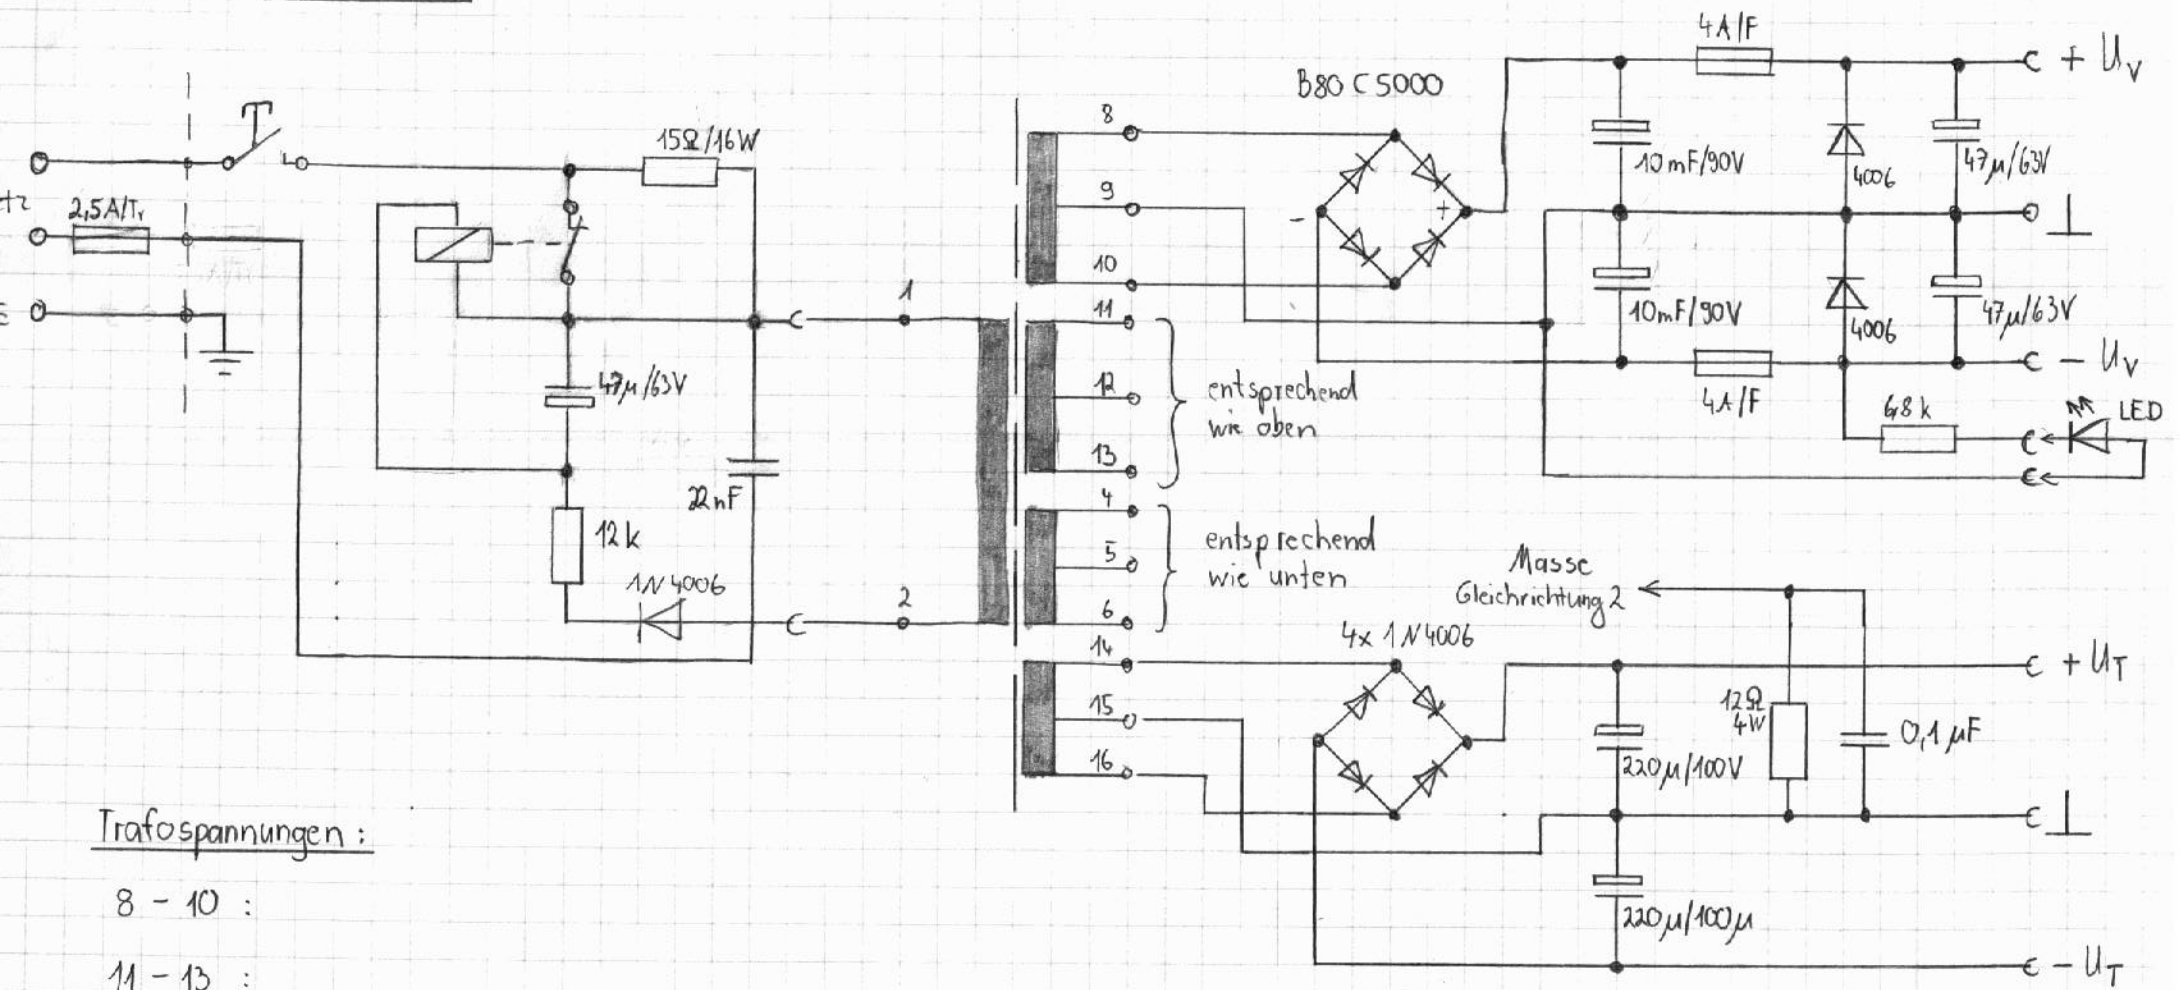 2,5A/Tr
15Ω/16W
47µ/63V
22nF
12k
1N4006
1
2
8
9
10
11
12
13
4
5
6
14
15
16
B80 C5000
-
+
4A/F
+ Uv
10mF/90V
4006
47µ/63V
⊥
10mF/90V
4006
47µ/63V
4A/F
- Uv
6,8k
LED
entsprechend
wie oben
entsprechend
wie unten
Masse
Gleichrichtung 2
4x 1N4006
+ UT
12Ω
4W
0,1 µF
220µ/100V
⊥
220µ/100µ
- UT
Trafospannungen:
8 - 10 :
11 - 13 :